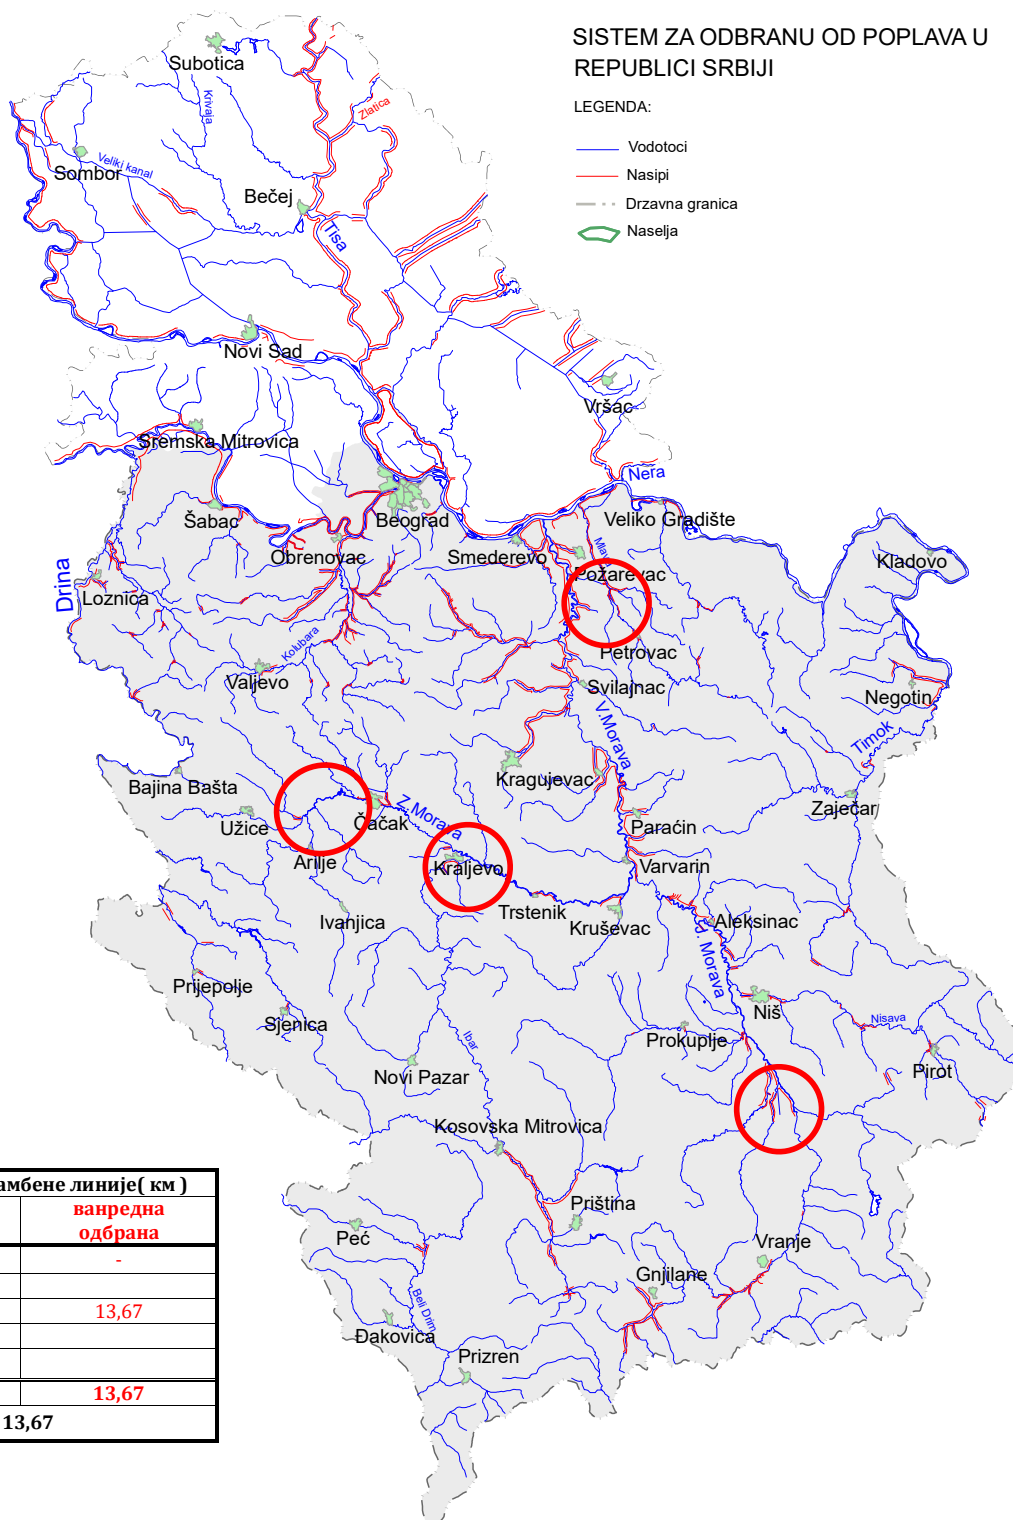 SISTEM ZA ODBRANU OD POPLAVA U
REPUBLICI SRBIJI
LEGENDA:
Vodotoci
Nasipi
Drzavna granica
Naselja
Subotica
Krivaja
Zlatica
Sombor
Veliki kanal
Bečej
Tisa
Novi Sad
Vršac
Sremska Mitrovica
Nera
Šabac
Beograd
Veliko Gradište
Obrenovac
Smederevo
Mlava
Kladovo
Drina
Loznica
Požarevac
Kolubara
Petrovac
Valjevo
Svilajnac
Negotin
V.Morava
Timok
Bajina Bašta
Kragujevac
Užice
Čačak
Z.Morava
Zaječar
Paraćin
Arilje
Kraljevo
Varvarin
Ivanjica
Trstenik
Kruševac
Aleksinac
J. Morava
Prijepolje
Sjenica
Niš
Nisava
Prokuplje
Ibar
Novi Pazar
Pirot
Kosovska Mitrovica
Priština
Peć
Vranje
Gnjilane
Beli Drim
Đakovica
Prizren
амбене линије( км )
ванредна
одбрана
-
13,67
13,67
13,67